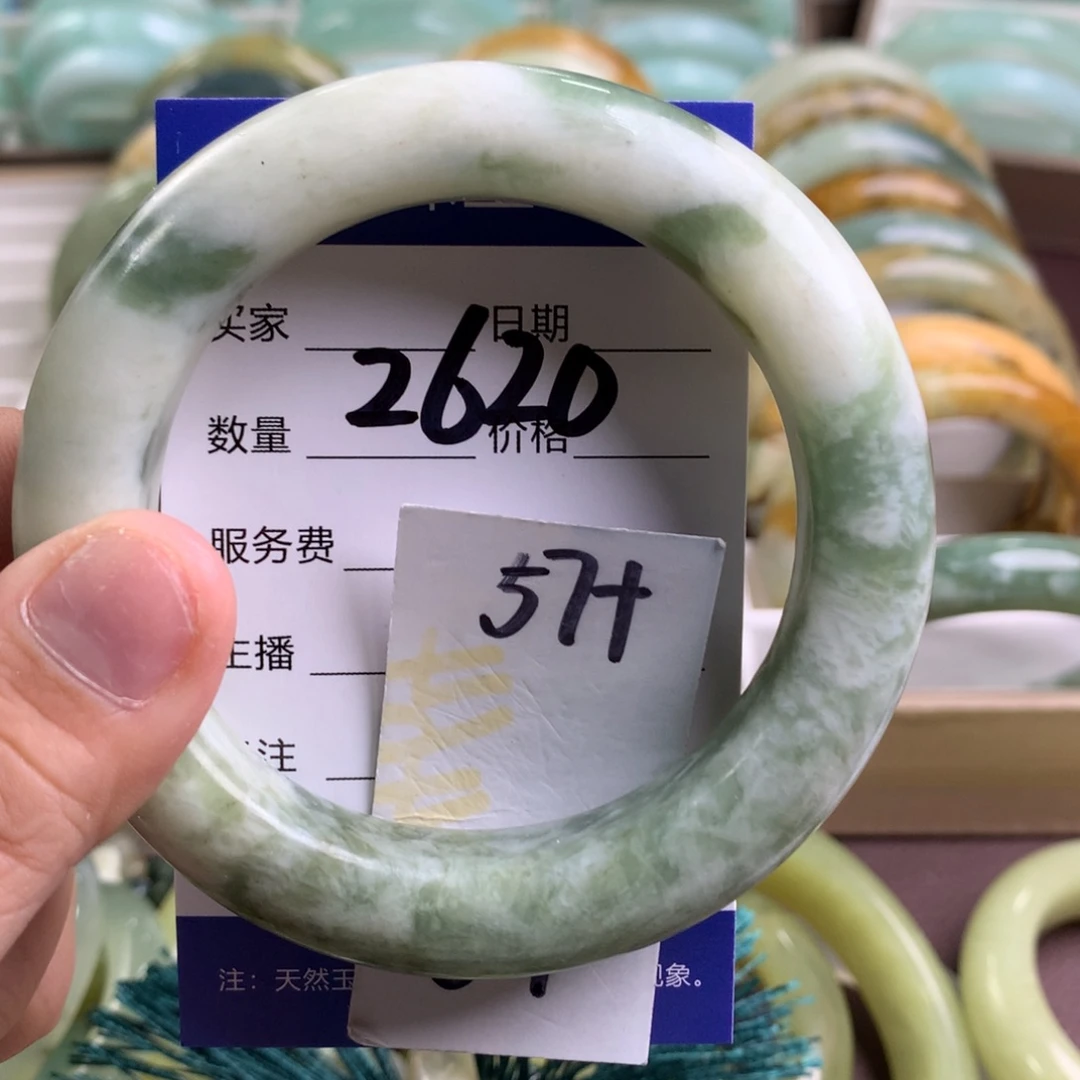 买家 日期
2620
数量 价格
服务费
57H
主播
注
注：天然玉
现象。